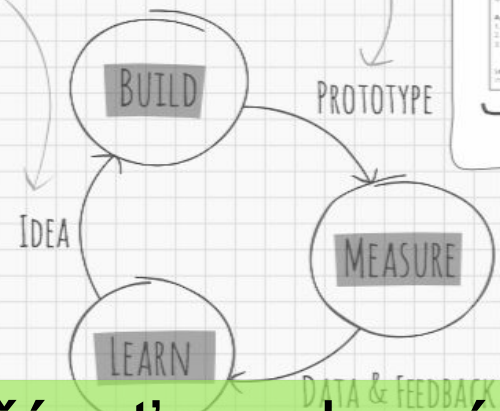 BUILD
PROTOTYPE
IDEA
MEASURE
LEARN
DATA & FEEDBACK